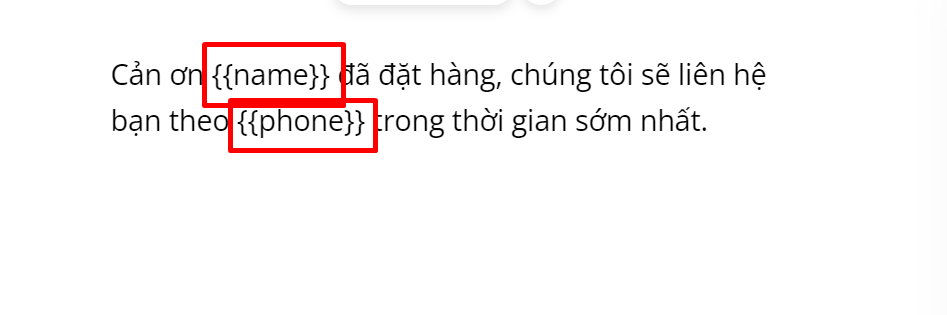 Cản ơn {{name}} đã đặt hàng, chúng tôi sẽ liên hệ
bạn theo {{phone}} trong thời gian sớm nhất.